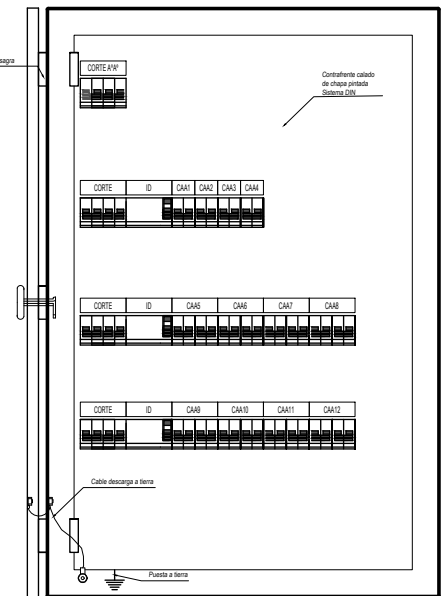 CORTE AºAº
Contrafrente calado
de chapa pintada
Sistema DIN
CORTE ID CAA1 CAA2 CAA3 CAA4
CORTE ID CAA5 CAA6 CAA7 CAA8
CORTE ID CAA9 CAA10 CAA11 CAA12
Cable descarga a tierra
Puesta a tierra